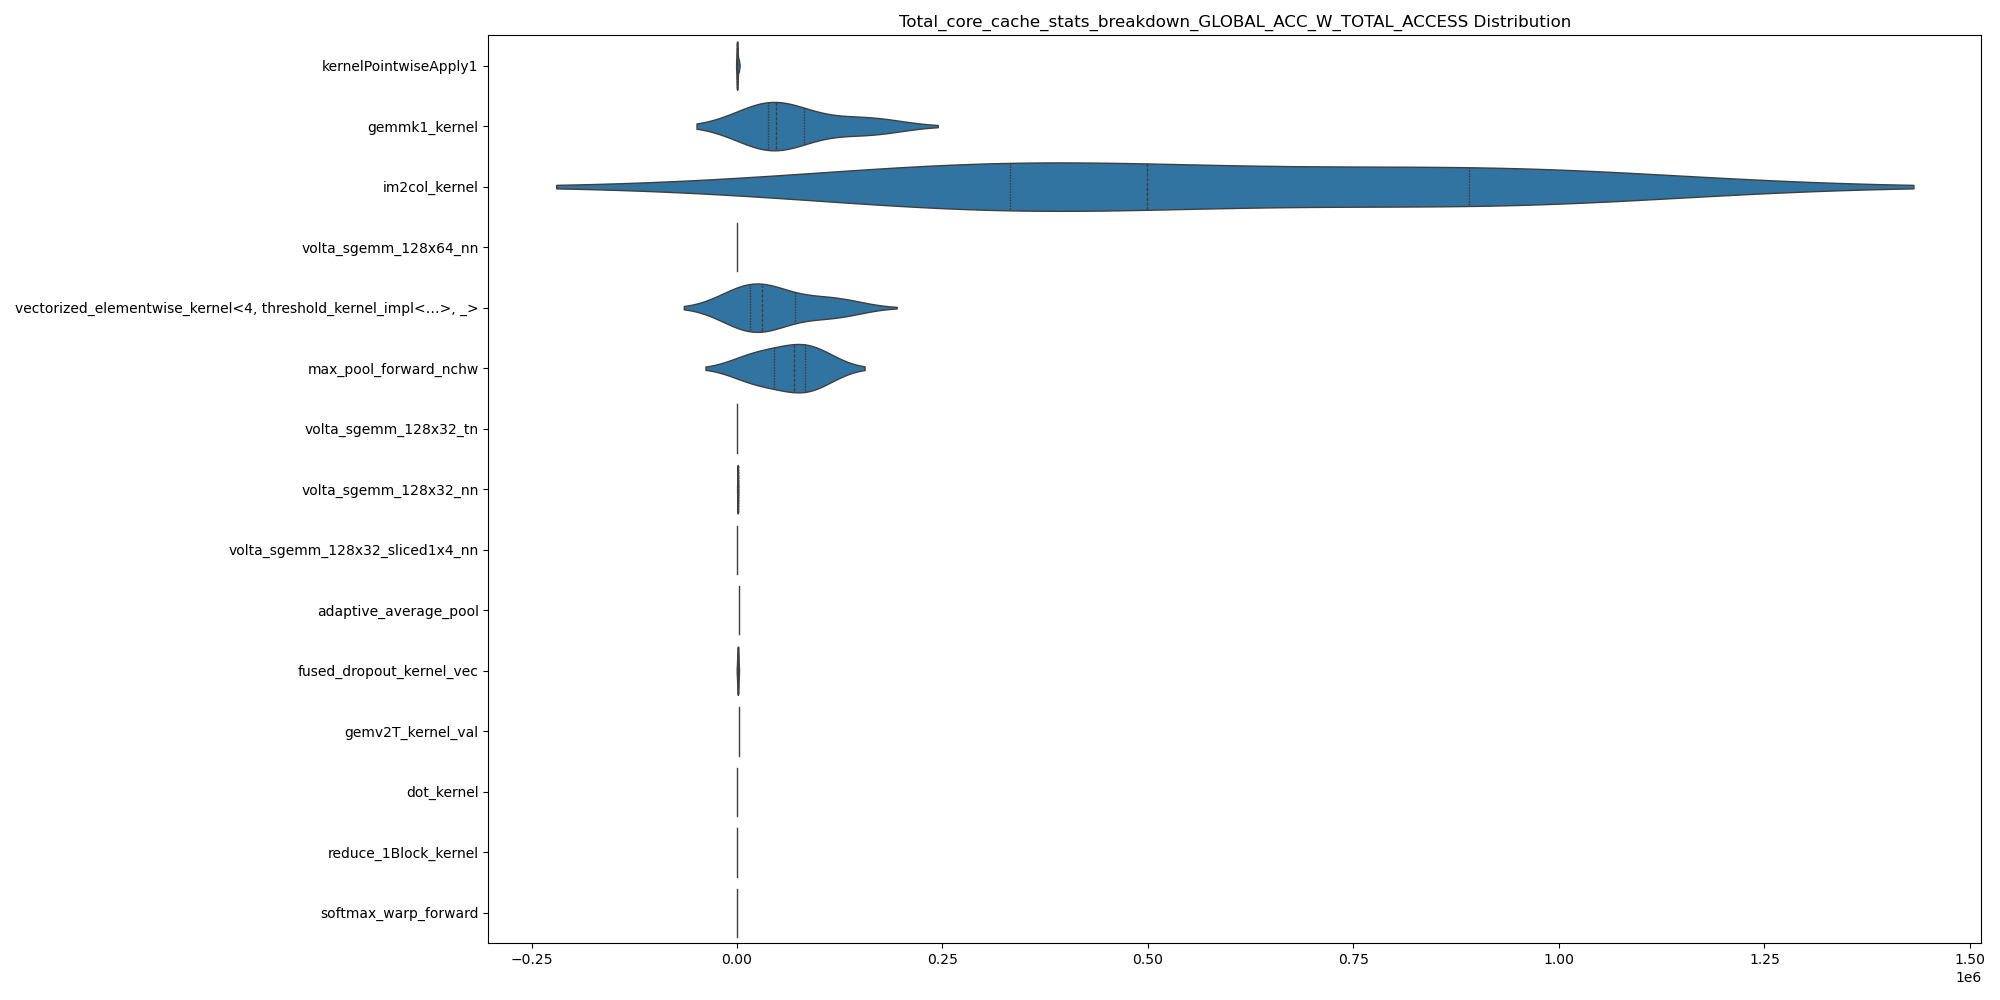 Total_core_cache_stats_breakdown_GLOBAL_ACC_W_TOTAL_ACCESS Distribution
kernelPointwiseApply1
gemmk1_kernel
im2col_kernel
volta_sgemm_128x64_nn
vectorized_elementwise_kernel<4, threshold_kernel_impl<...>, _>
max_pool_forward_nchw
volta_sgemm_128x32_tn
volta_sgemm_128x32_nn
volta_sgemm_128x32_sliced1x4_nn
adaptive_average_pool
fused_dropout_kernel_vec
gemv2T_kernel_val
dot_kernel
reduce_1Block_kernel
softmax_warp_forward
−0.25 0.00 0.25 0.50 0.75 1.00 1.25 1.50
1e6